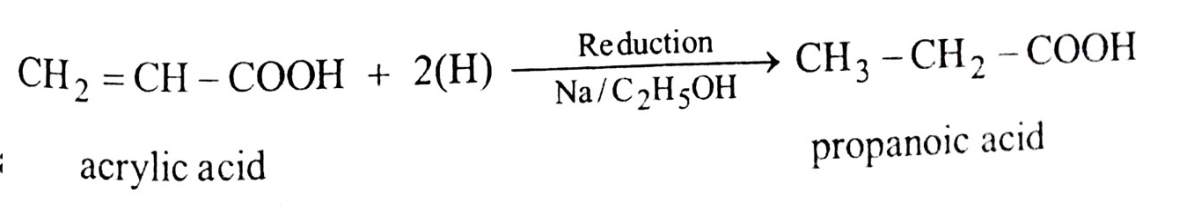 CH₂ = CH – COOH + 2(H) Reduction → CH₃ – CH₂ – COOH
Na/C₂H₅OH
acrylic acid propanoic acid